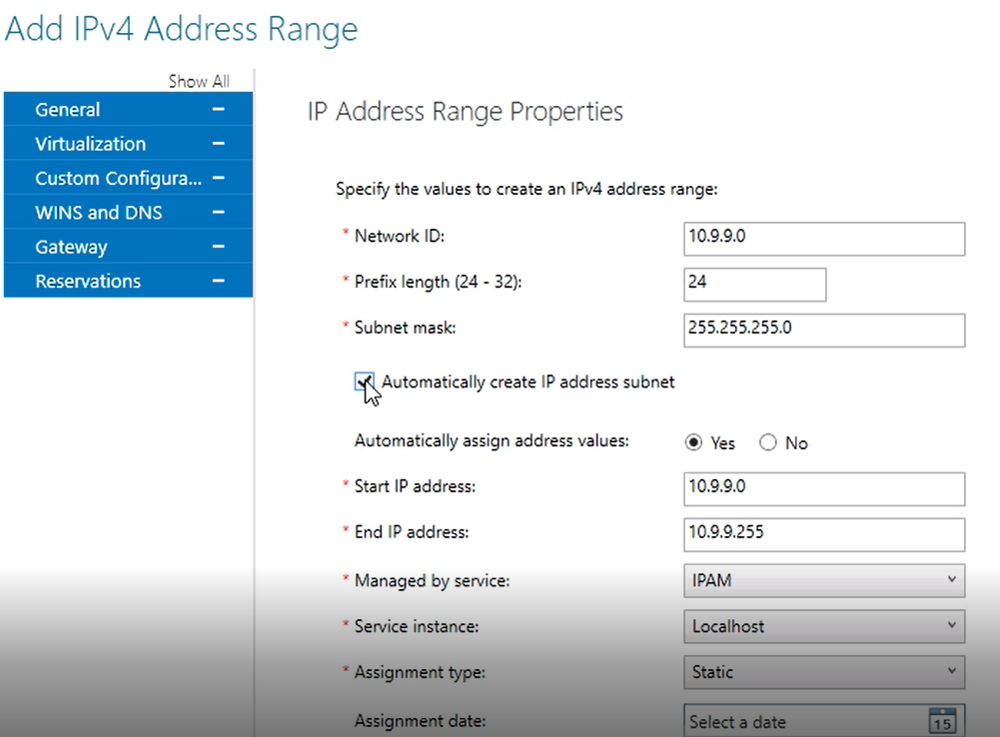 Add IPv4 Address Range
Show All
General
Virtualization
Custom Configura...
WINS and DNS
Gateway
Reservations
IP Address Range Properties
Specify the values to create an IPv4 address range:
* Network ID: 10.9.9.0
* Prefix length (24 - 32): 24
* Subnet mask: 255.255.255.0
Automatically create IP address subnet
Automatically assign address values: Yes No
* Start IP address: 10.9.9.0
* End IP address: 10.9.9.255
* Managed by service: IPAM
* Service instance: Localhost
* Assignment type: Static
Assignment date: Select a date 15